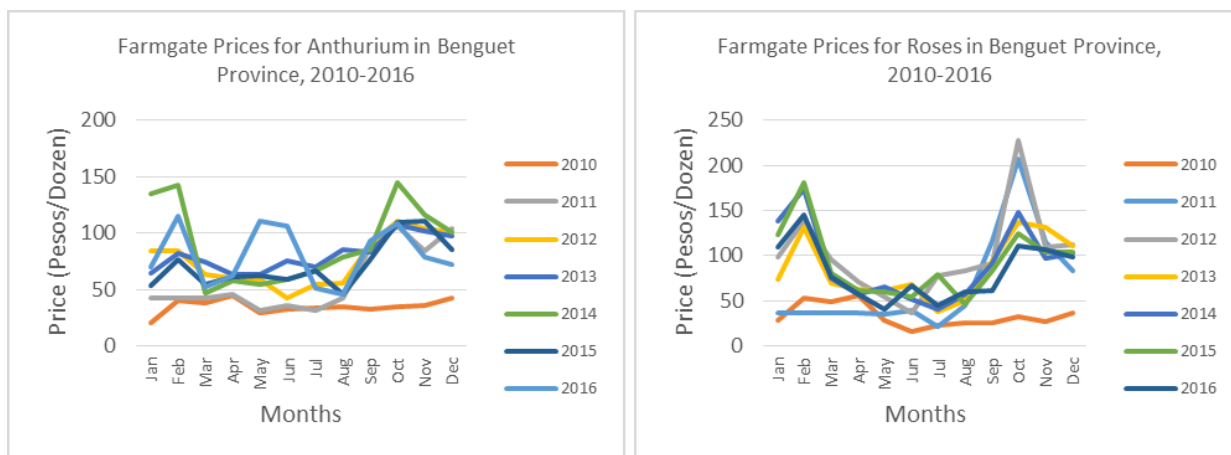 Farmgate Prices for Anthurium in Benguet
Province, 2010-2016
Price (Pesos/Dozen)
200
150
100
50
0
Jan
Feb
Mar
Apr
May
Jun
Jul
Aug
Sep
Oct
Nov
Dec
Months
2010
2011
2012
2013
2014
2015
2016
Farmgate Prices for Roses in Benguet Province,
2010-2016
Price (Pesos/Dozen)
250
200
150
100
50
0
Jan
Feb
Mar
Apr
May
Jun
Jul
Aug
Sep
Oct
Nov
Dec
Months
2010
2011
2012
2013
2014
2015
2016